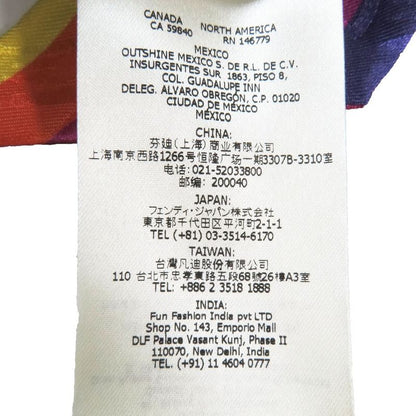 CANADA NORTH AMERICA
CA 59840 RN 146779
MEXICO
OUTSHINE MEXICO S. DE R.L. DE C.V.
INSURGENTES SUR 1863, PISO 8,
COL. GUADALUPE INN
DELEG. ALVARO OBREGÓN, C.P. 01020
CIUDAD DE MÉXICO
MÉXICO
CHINA:
芬迪(上海)商业有限公司
上海南京西路1266号恒隆广场一期3307B-3310室
电话:021-52033800
邮编: 200040
JAPAN:
フェンディ・ジャパン株式会社
東京都千代田区平河町2-1-1
TEL (+81) 03-3514-6170
TAIWAN:
台灣凡迪股份有限公司
110 台北市忠孝東路五段68號26樓A3室
TEL: +886 2 3518 1888
INDIA:
Fun Fashion India pvt LTD
Shop No. 143, Emporio Mall
DLF Palace Vasant Kunj, Phase II
110070, New Delhi, India
TEL. (+91) 11 4604 0777